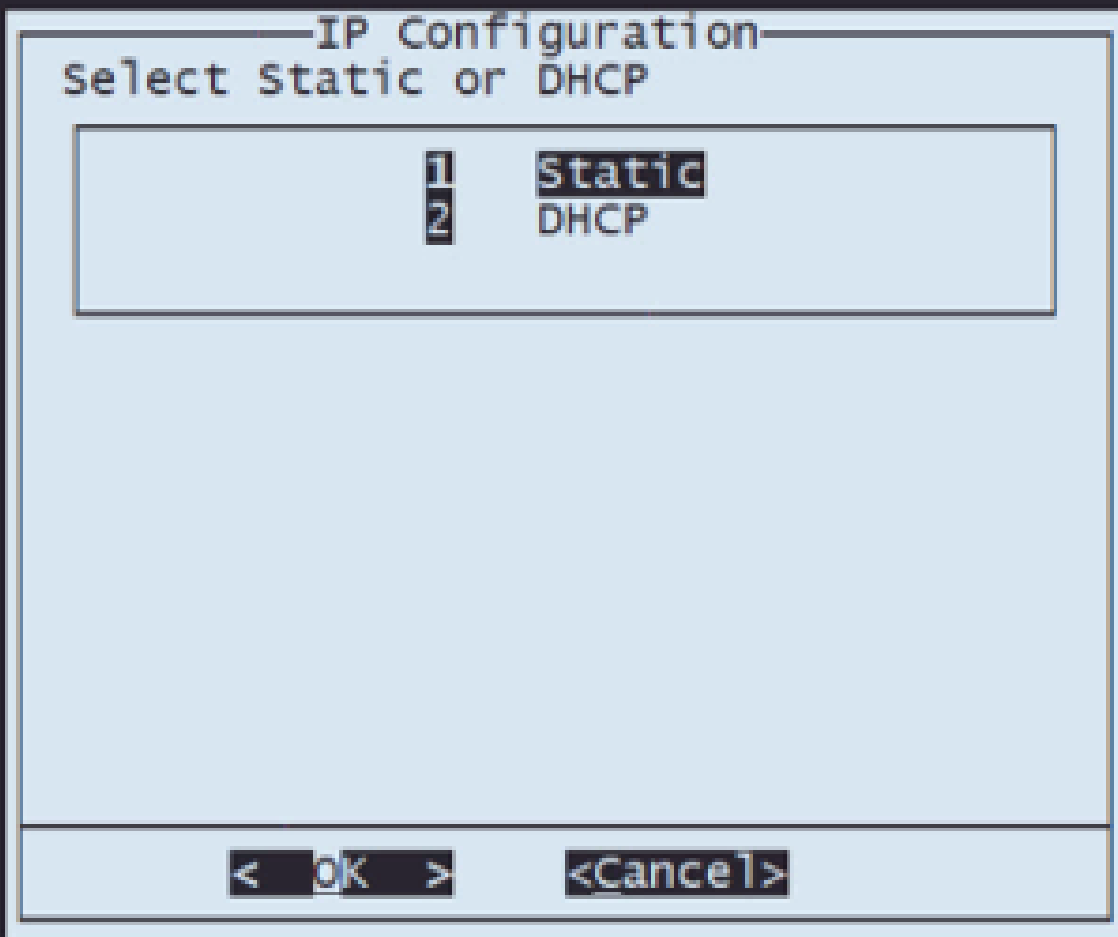 IP Configuration
Select Static or DHCP
1 Static
2 DHCP
< OK > <Cancel>